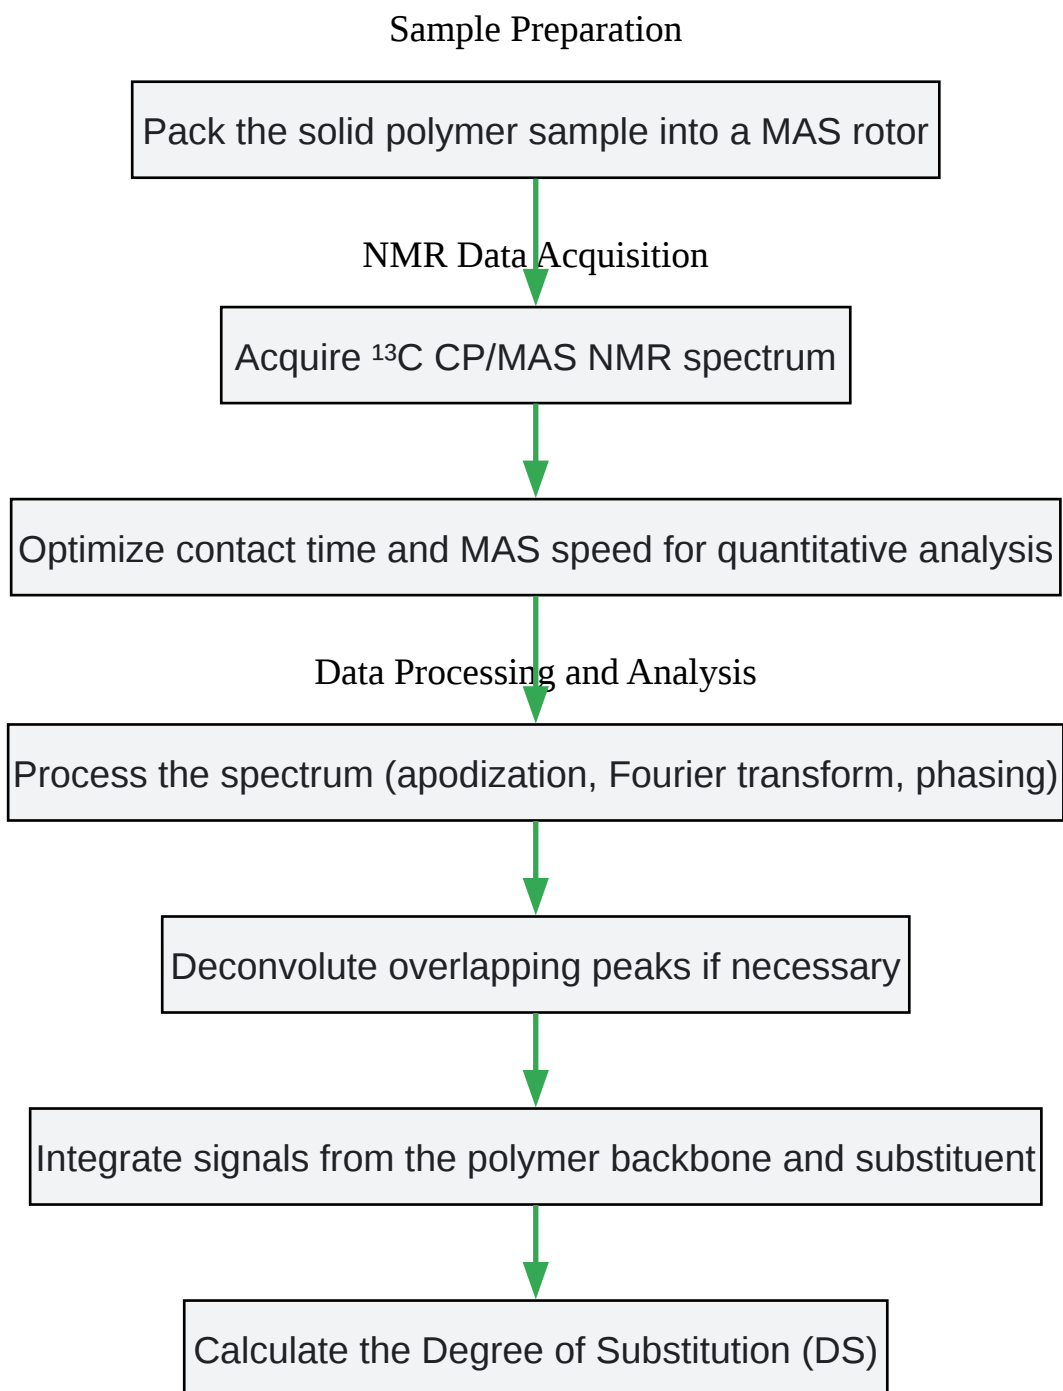 Sample Preparation
Pack the solid polymer sample into a MAS rotor
NMR Data Acquisition
Acquire ¹³C CP/MAS NMR spectrum
Optimize contact time and MAS speed for quantitative analysis
Data Processing and Analysis
Process the spectrum (apodization, Fourier transform, phasing)
Deconvolute overlapping peaks if necessary
Integrate signals from the polymer backbone and substituent
Calculate the Degree of Substitution (DS)